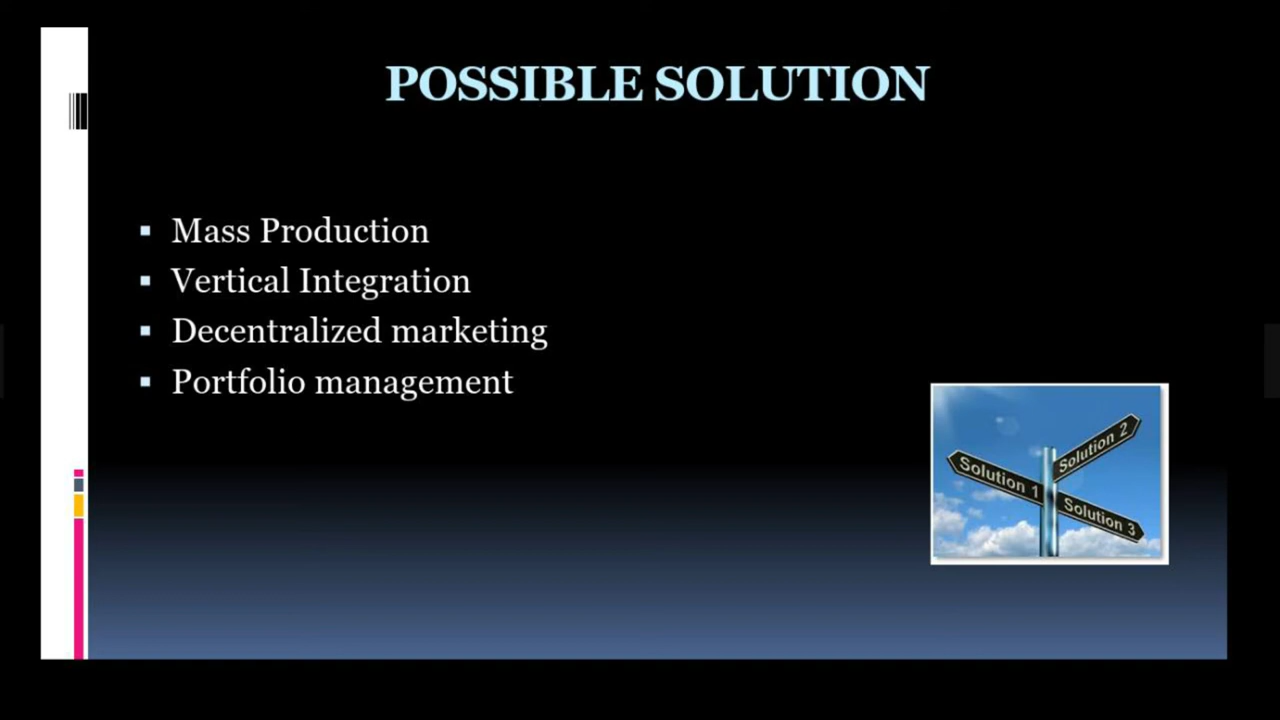 POSSIBLE SOLUTION
Mass Production
Vertical Integration
Decentralized marketing
Portfolio management
Solution 1
Solution 2
Solution 3